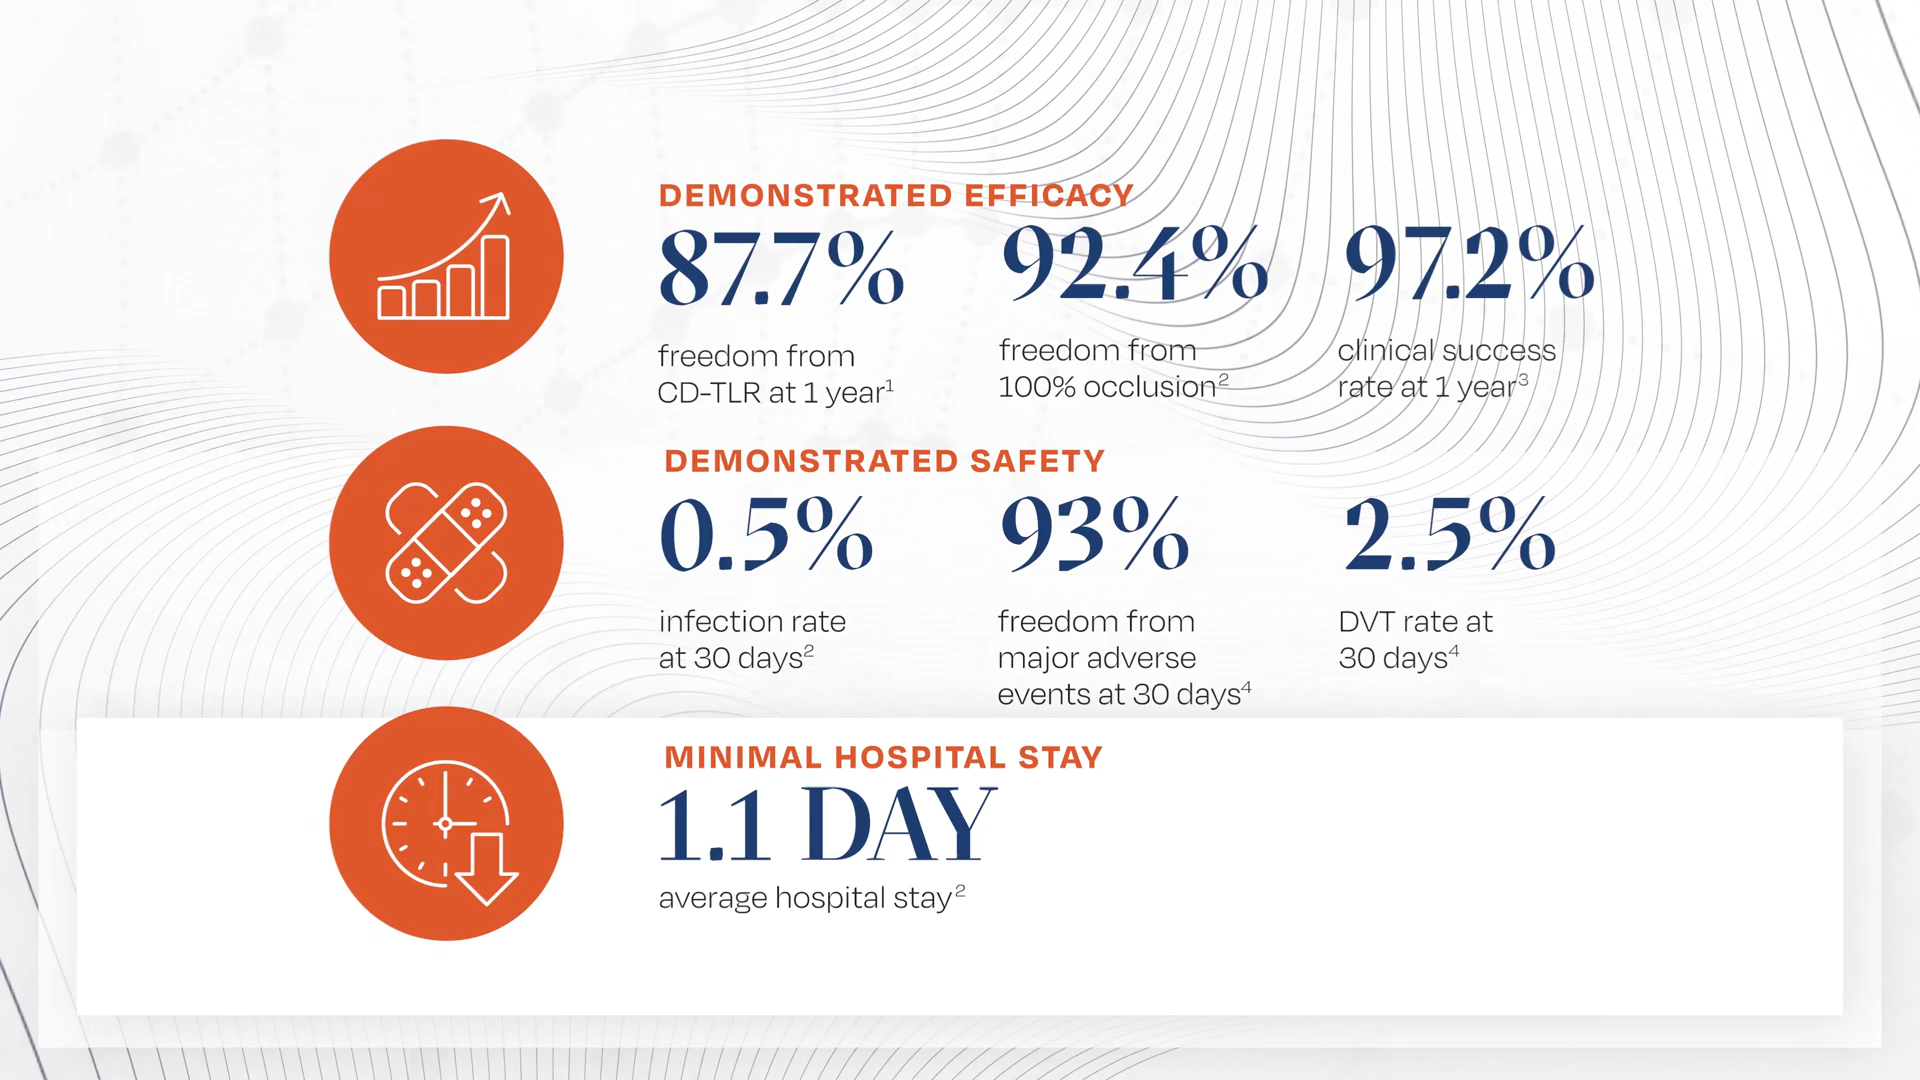 DEMONSTRATED EFFICACY
87.7%
freedom from
CD-TLR at 1 year¹
92.4%
freedom from
100% occlusion²
97.2%
clinical success
rate at 1 year³
DEMONSTRATED SAFETY
0.5%
infection rate
at 30 days²
93%
freedom from
major adverse
events at 30 days⁴
2.5%
DVT rate at
30 days⁴
MINIMAL HOSPITAL STAY
1.1 DAY
average hospital stay²